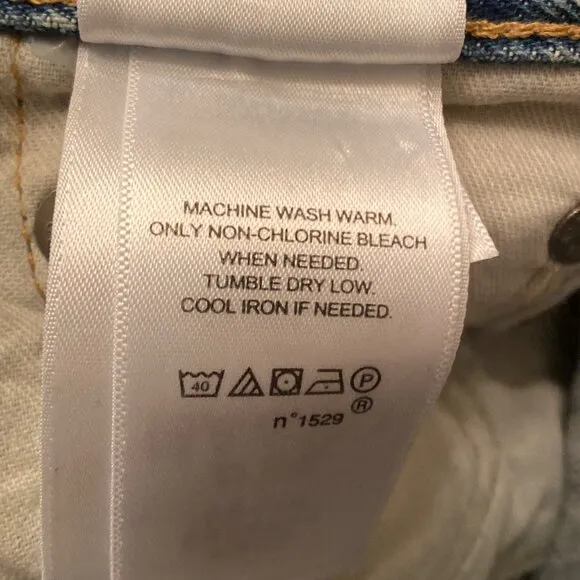 MACHINE WASH WARM.
ONLY NON-CHLORINE BLEACH
WHEN NEEDED.
TUMBLE DRY LOW.
COOL IRON IF NEEDED.
40 P
®
n°1529